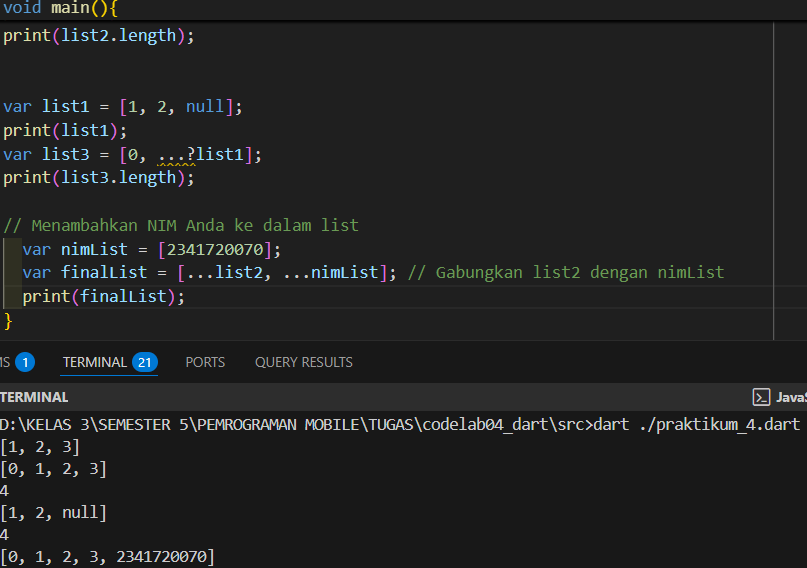 void main(){
print(list2.length);
var list1 = [1, 2, null];
print(list1);
var list3 = [0, ...?list1];
print(list3.length);
// Menambahkan NIM Anda ke dalam list
var nimList = [2341720070];
var finalList = [...list2, ...nimList]; // Gabungkan list2 dengan nimList
print(finalList);
}
MS 1 TERMINAL 21 PORTS QUERY RESULTS
TERMINAL
D:\KELAS 3\SEMESTER 5\PEMROGRAMAN MOBILE\TUGAS\codelab04_dart\src>dart ./praktikum_4.dart
[1, 2, 3]
[0, 1, 2, 3]
4
[1, 2, null]
4
[0, 1, 2, 3, 2341720070]